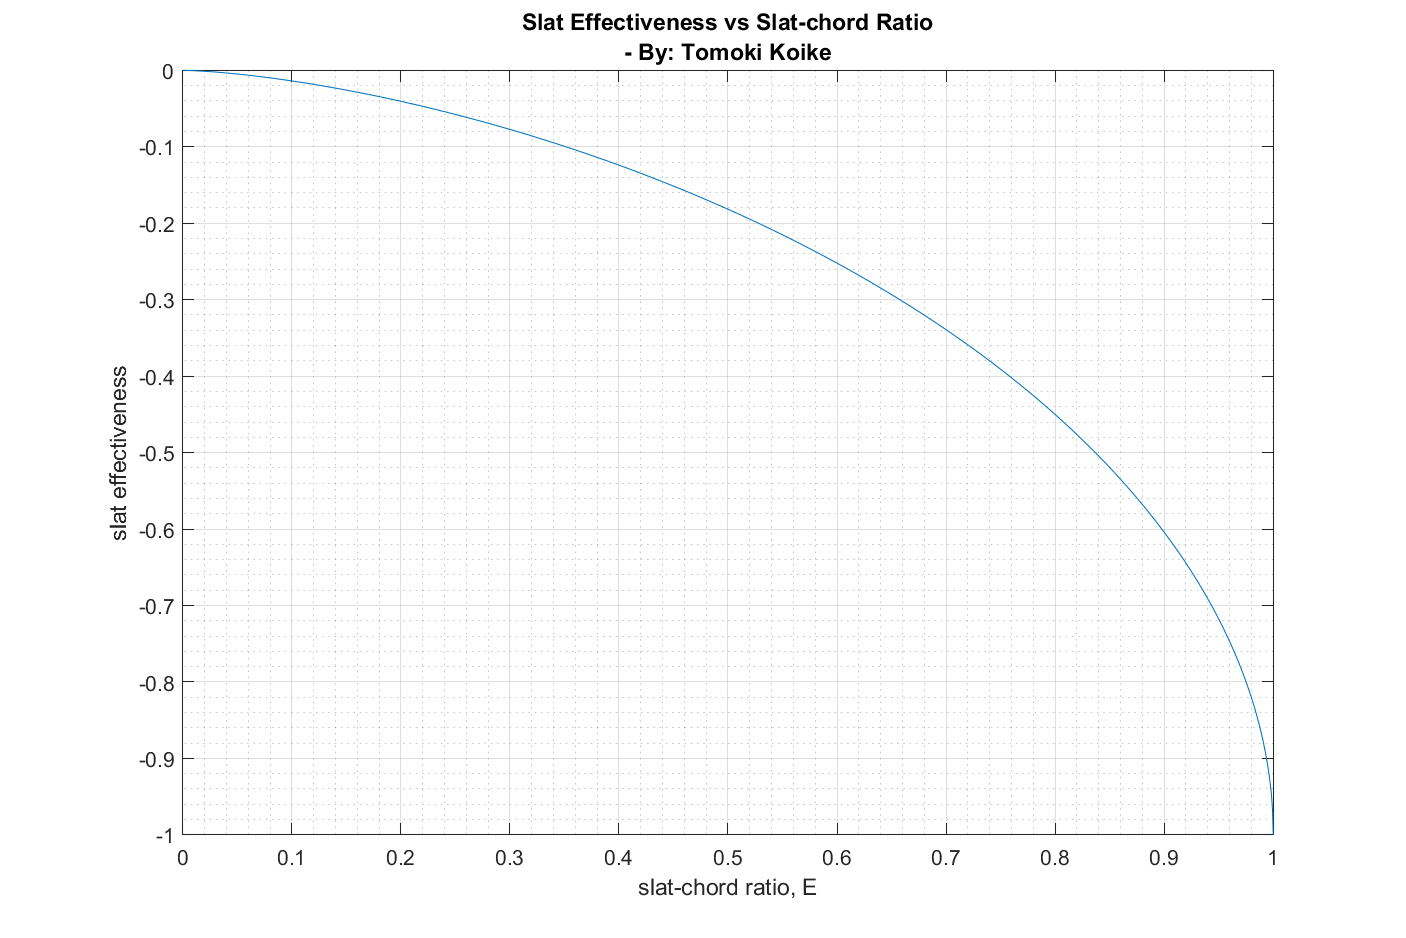 Slat Effectiveness vs Slat-chord Ratio
- By: Tomoki Koike
0
-0.1
-0.2
-0.3
-0.4
-0.5
-0.6
-0.7
-0.8
-0.9
-1
slat effectiveness
0 0.1 0.2 0.3 0.4 0.5 0.6 0.7 0.8 0.9 1
slat-chord ratio, E